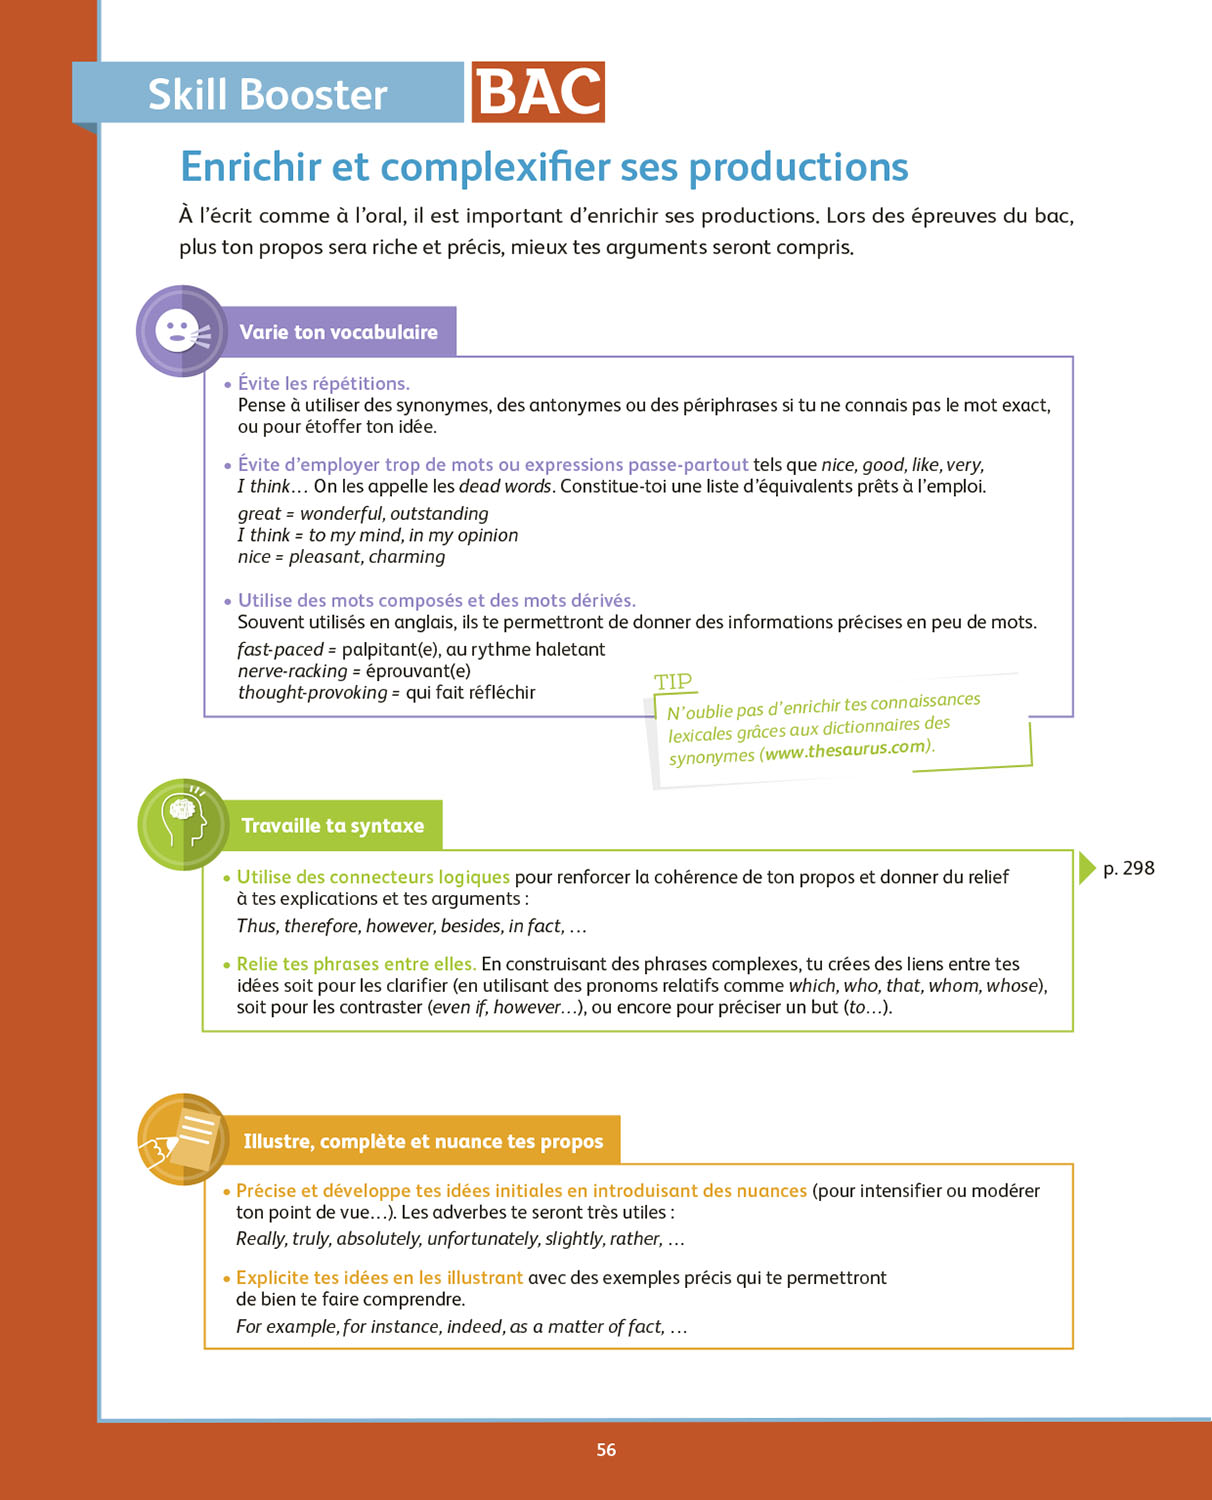 Skill Booster BAC
Enrichir et complexifier ses productions
À l’écrit comme à l’oral, il est important d’enrichir ses productions. Lors des épreuves du bac,
plus ton propos sera riche et précis, mieux tes arguments seront compris.
Varie ton vocabulaire
• Évite les répétitions.
Pense à utiliser des synonymes, des antonymes ou des périphrases si tu ne connais pas le mot exact,
ou pour étoffer ton idée.
• Évite d’employer trop de mots ou expressions passe-partout tels que nice, good, like, very,
I think… On les appelle les dead words. Constitue-toi une liste d’équivalents prêts à l’emploi.
great = wonderful, outstanding
I think = to my mind, in my opinion
nice = pleasant, charming
• Utilise des mots composés et des mots dérivés.
Souvent utilisés en anglais, ils te permettront de donner des informations précises en peu de mots.
fast-paced = palpitant(e), au rythme haletant
nerve-racking = éprouvant(e)
thought-provoking = qui fait réfléchir
TIP
N’oublie pas d’enrichir tes connaissances
lexicales grâces aux dictionnaires des
synonymes (www.thesaurus.com).
Travaille ta syntaxe
• Utilise des connecteurs logiques pour renforcer la cohérence de ton propos et donner du relief
à tes explications et tes arguments :
Thus, therefore, however, besides, in fact, …
p. 298
• Relie tes phrases entre elles. En construisant des phrases complexes, tu crées des liens entre tes
idées soit pour les clarifier (en utilisant des pronoms relatifs comme which, who, that, whom, whose),
soit pour les contraster (even if, however…), ou encore pour préciser un but (to…).
Illustre, complète et nuance tes propos
• Précise et développe tes idées initiales en introduisant des nuances (pour intensifier ou modérer
ton point de vue…). Les adverbes te seront très utiles :
Really, truly, absolutely, unfortunately, slightly, rather, …
• Explicite tes idées en les illustrant avec des exemples précis qui te permettront
de bien te faire comprendre.
For example, for instance, indeed, as a matter of fact, …
56